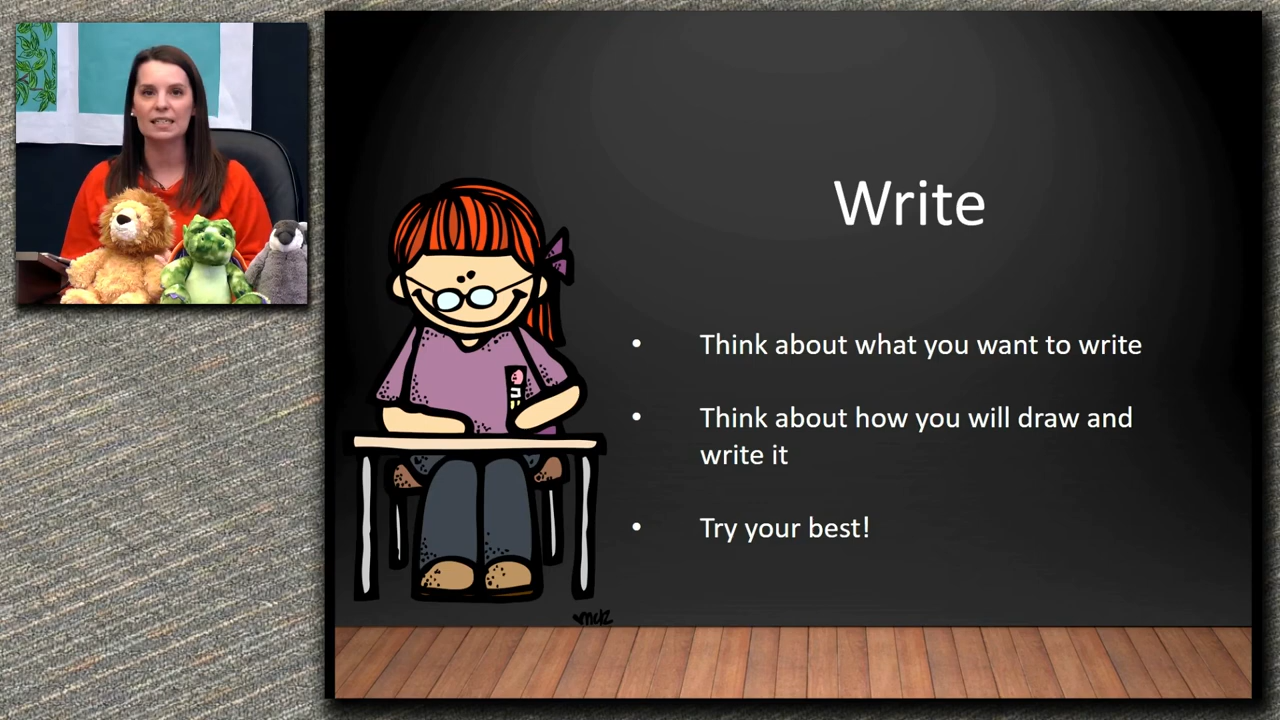 Write
• Think about what you want to write
• Think about how you will draw and
write it
• Try your best!